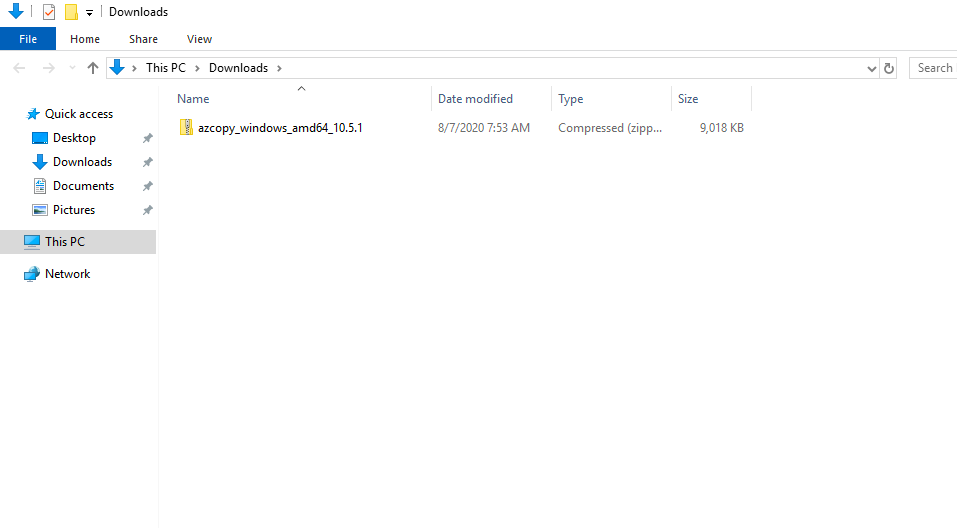 Downloads
File Home Share View
This PC Downloads Search
Name Date modified Type Size
azcopy_windows_amd64_10.5.1 8/7/2020 7:53 AM Compressed (zipp... 9,018 KB
Quick access
Desktop
Downloads
Documents
Pictures
This PC
Network